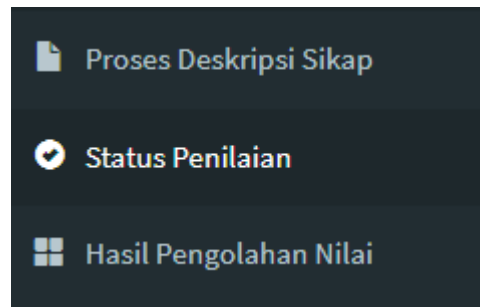 Proses Deskripsi Sikap
Status Penilaian
Hasil Pengolahan Nilai